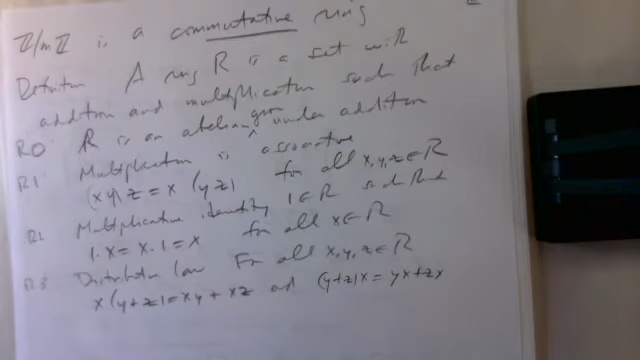 Z/mZ is a commutative ring
Definition A ring R is a set with
addition and multiplication such that
R0 R is an abelian group under addition
R1 Multiplication is associative
(xy)z = x(yz) for all x,y,z ∈ R
R2 Multiplicative identity 1∈R such that
1·x = x·1 = x for all x∈R
R3 Distributive law For all x,y,z ∈ R
x(y+z) = xy + xz and (y+z)x = yx+zx